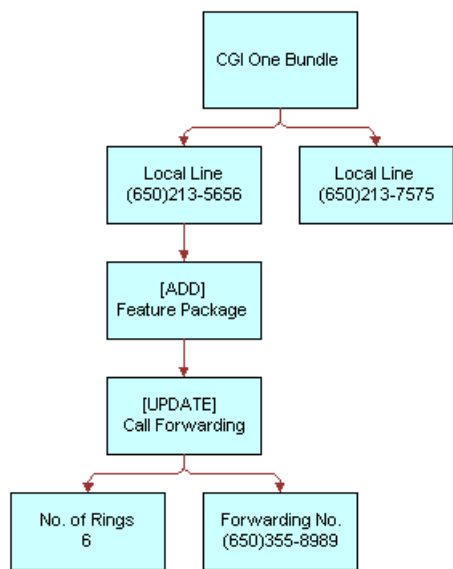 CGI One Bundle
Local Line
(650)213-5656
Local Line
(650)213-7575
[ADD]
Feature Package
[UPDATE]
Call Forwarding
No. of Rings
6
Forwarding No.
(650)355-8989